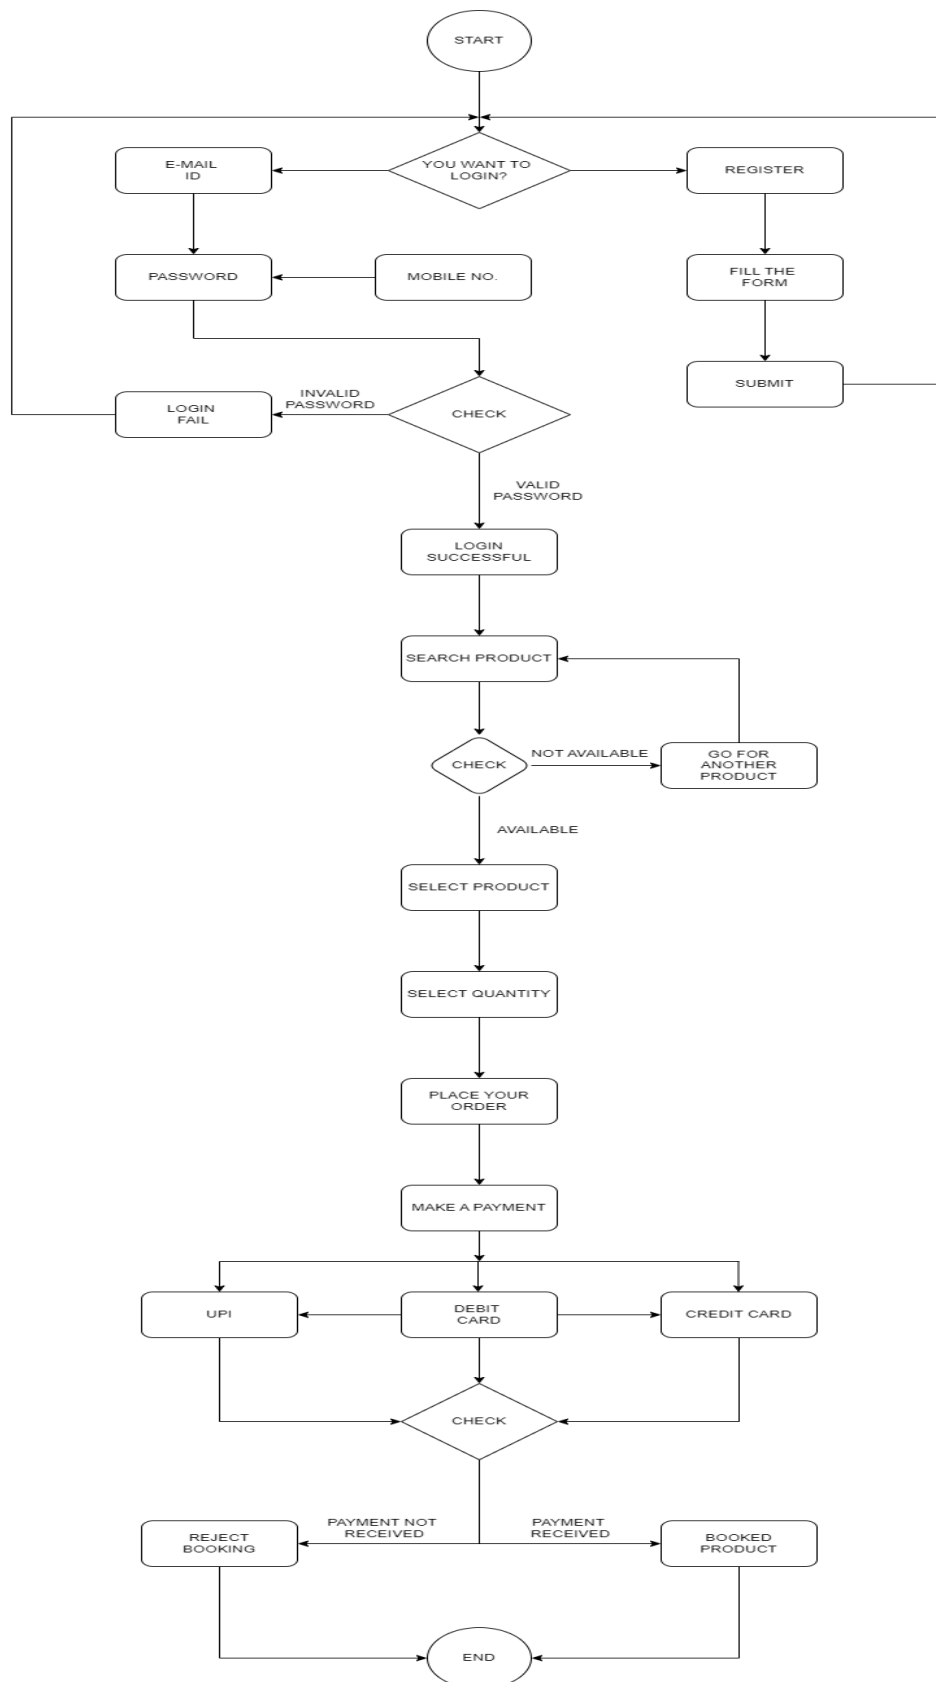 START
YOU WANT TO
LOGIN?
E-MAIL
ID
REGISTER
PASSWORD
MOBILE NO.
FILL THE
FORM
SUBMIT
INVALID
PASSWORD
LOGIN
FAIL
CHECK
VALID
PASSWORD
LOGIN
SUCCESSFUL
SEARCH PRODUCT
CHECK
NOT AVAILABLE
GO FOR
ANOTHER
PRODUCT
AVAILABLE
SELECT PRODUCT
SELECT QUANTITY
PLACE YOUR
ORDER
MAKE A PAYMENT
UPI
DEBIT
CARD
CREDIT CARD
CHECK
PAYMENT NOT
RECEIVED
PAYMENT
RECEIVED
REJECT
BOOKING
BOOKED
PRODUCT
END